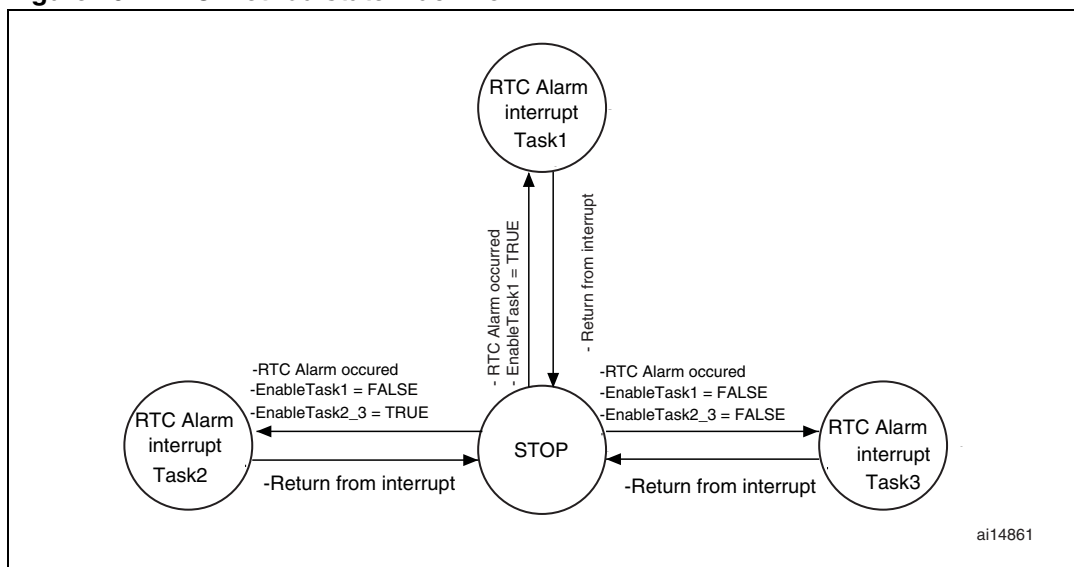 RTC Alarm
interrupt
Task1
- RTC Alarm occurred
- EnableTask1 = TRUE
- Return from interrupt
-RTC Alarm occured
-EnableTask1 = FALSE
-EnableTask2_3 = TRUE
-RTC Alarm occured
-EnableTask1 = FALSE
-EnableTask2_3 = FALSE
RTC Alarm
interrupt
Task2
STOP
RTC Alarm
interrupt
Task3
-Return from interrupt
-Return from interrupt
ai14861